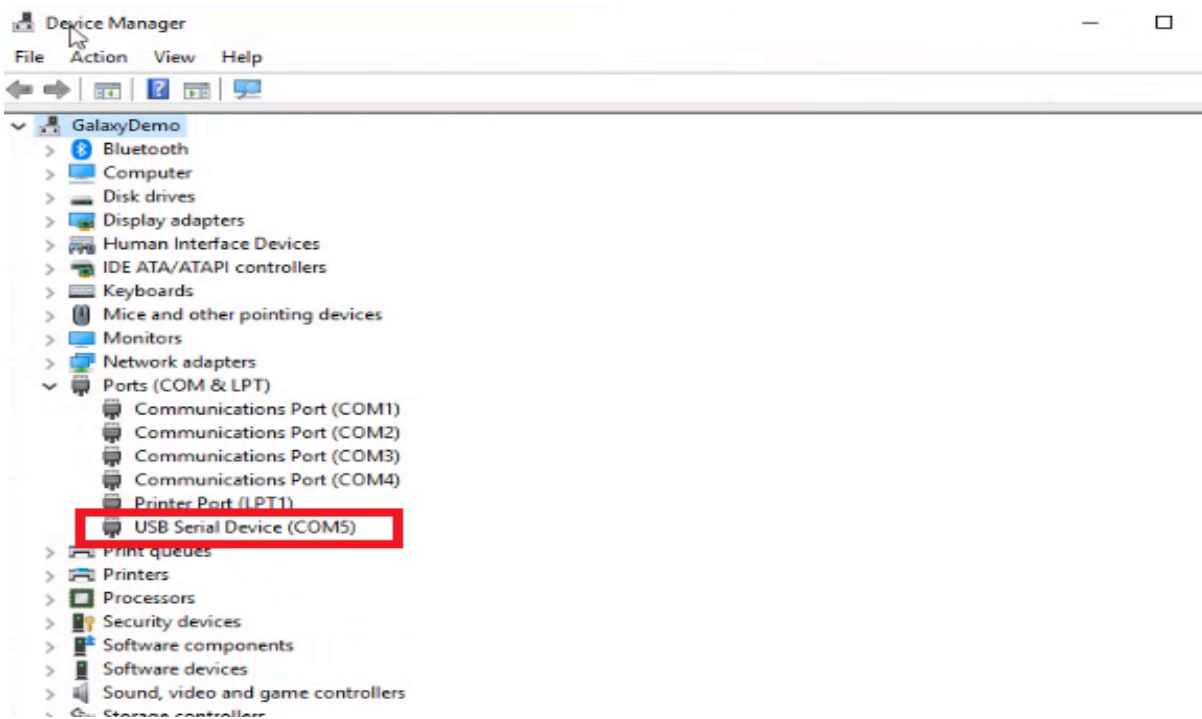 Device Manager
File Action View Help
GalaxyDemo
Bluetooth
Computer
Disk drives
Display adapters
Human Interface Devices
IDE ATA/ATAPI controllers
Keyboards
Mice and other pointing devices
Monitors
Network adapters
Ports (COM & LPT)
Communications Port (COM1)
Communications Port (COM2)
Communications Port (COM3)
Communications Port (COM4)
Printer Port (LPT1)
USB Serial Device (COM5)
Print queues
Printers
Processors
Security devices
Software components
Software devices
Sound, video and game controllers
Storage controllers